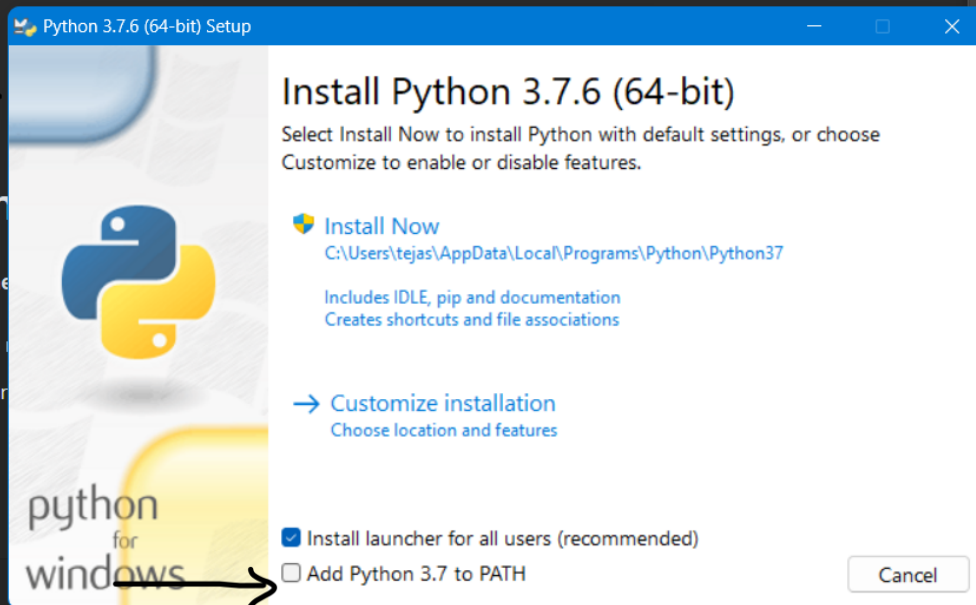 Python 3.7.6 (64-bit) Setup
Install Python 3.7.6 (64-bit)
Select Install Now to install Python with default settings, or choose
Customize to enable or disable features.
Install Now
C:\Users\tejas\AppData\Local\Programs\Python\Python37
Includes IDLE, pip and documentation
Creates shortcuts and file associations
Customize installation
Choose location and features
python
for
windows
Install launcher for all users (recommended)
Add Python 3.7 to PATH
Cancel